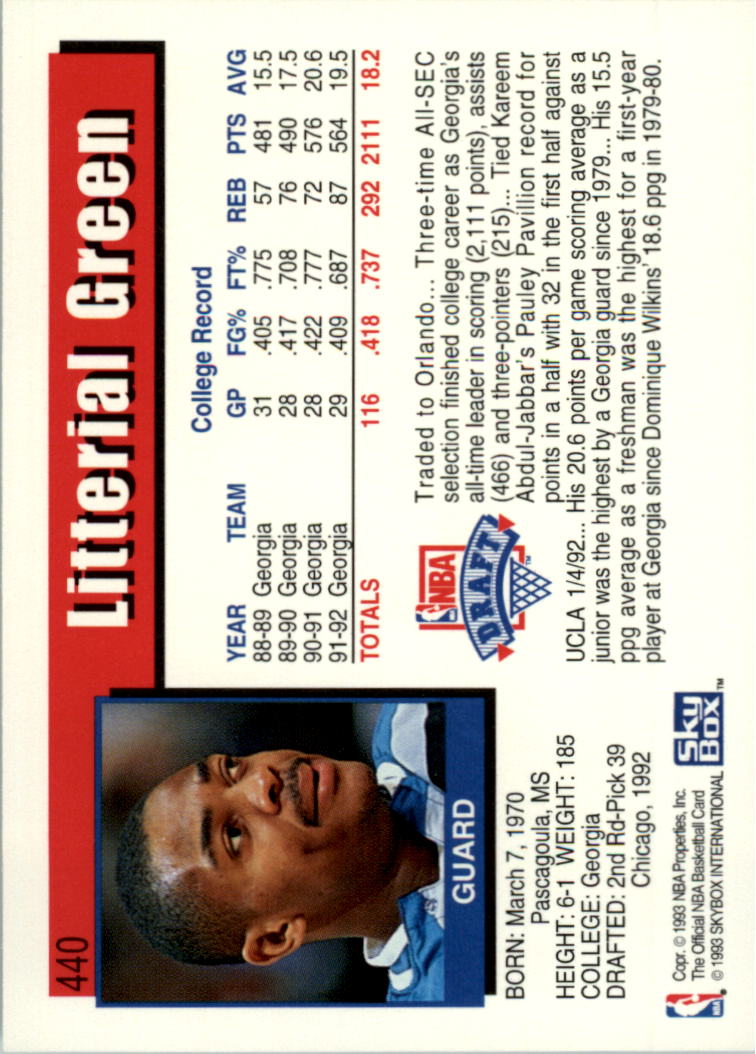 440
Litterial Green
GUARD
BORN: March 7, 1970
Pascagoula, MS
HEIGHT: 6-1 WEIGHT: 185
COLLEGE: Georgia
DRAFTED: 2nd Rd-Pick 39
Chicago, 1992
College Record
YEAR TEAM GP FG% FT% REB PTS AVG
88-89 Georgia 31 .405 .775 57 481 15.5
89-90 Georgia 28 .417 .708 76 490 17.5
90-91 Georgia 28 .422 .777 72 576 20.6
91-92 Georgia 29 .409 .687 87 564 19.5
TOTALS 116 .418 .737 292 2111 18.2
NBA
DRAFT
TM
Traded to Orlando... Three-time All-SEC
selection finished college career as Georgia's
all-time leader in scoring (2,111 points), assists
(466) and three-pointers (215)... Tied Kareem
Abdul-Jabbar's Pauley Pavillion record for
points in a half with 32 in the first half against
UCLA 1/4/92... His 20.6 points per game scoring average as a
junior was the highest by a Georgia guard since 1979... His 15.5
ppg average as a freshman was the highest for a first-year
player at Georgia since Dominique Wilkins' 18.6 ppg in 1979-80.
NBA
®
Copr. © 1993 NBA Properties, Inc.
The Official NBA Basketball Card
© 1993 SKYBOX INTERNATIONAL
Sky
BOX
TM